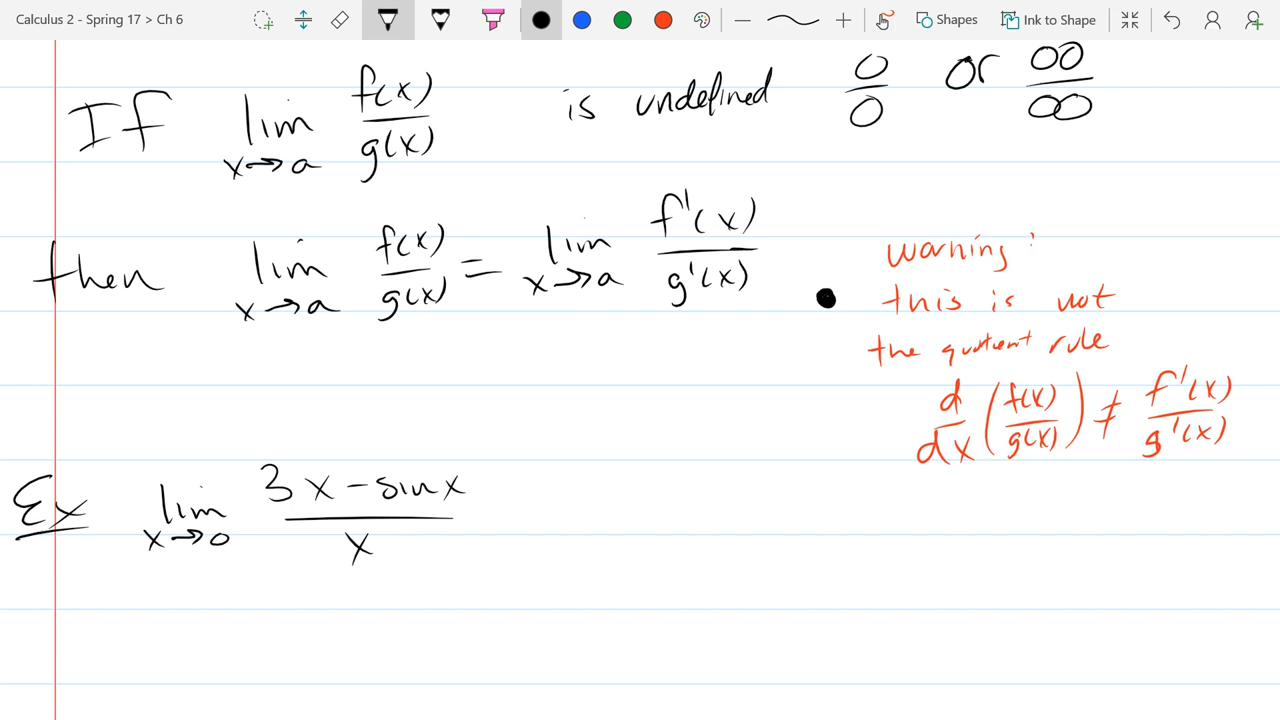 Calculus 2 - Spring 17 > Ch 6 Shapes Ink to Shape
If lim x→a f(x)/g(x) is undefined 0/0 or ∞/∞
then lim x→a f(x)/g(x) = lim x→a f'(x)/g'(x)
warning:
this is not
the quotient rule
d/dx (f(x)/g(x)) ≠ f'(x)/g'(x)
Ex lim x→0 3x - sin x / x